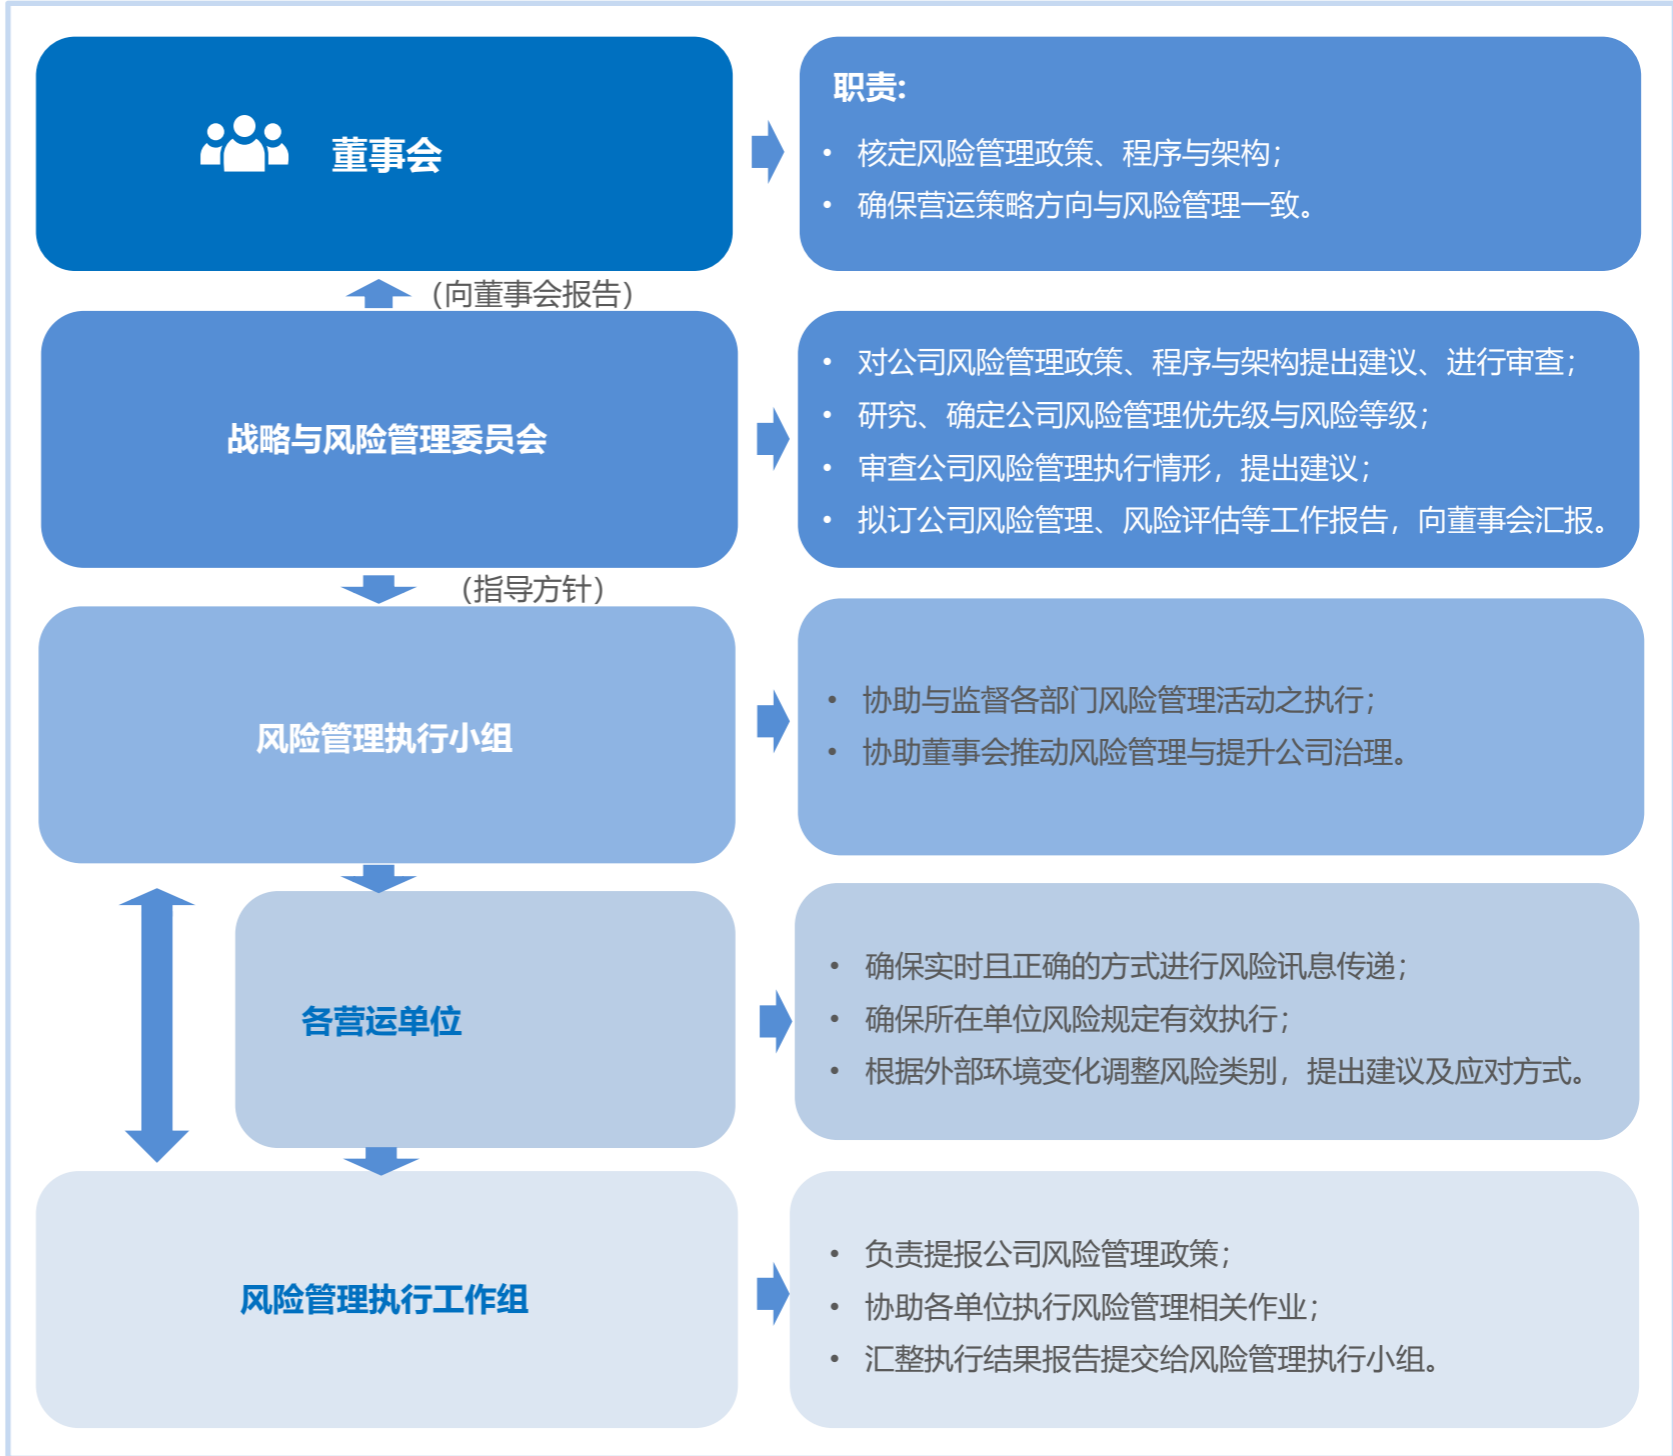 董事会
职责:
• 核定风险管理政策、程序与架构；
• 确保营运策略方向与风险管理一致。
（向董事会报告）
战略与风险管理委员会
• 对公司风险管理政策、程序与架构提出建议、进行审查；
• 研究、确定公司风险管理优先级与风险等级；
• 审查公司风险管理执行情形，提出建议；
• 拟订公司风险管理、风险评估等工作报告，向董事会汇报。
（指导方针）
风险管理执行小组
• 协助与监督各部门风险管理活动之执行；
• 协助董事会推动风险管理与提升公司治理。
各营运单位
• 确保实时且正确的方式进行风险讯息传递；
• 确保所在单位风险规定有效执行；
• 根据外部环境变化调整风险类别，提出建议及应对方式。
风险管理执行工作组
• 负责提报公司风险管理政策；
• 协助各单位执行风险管理相关作业；
• 汇整执行结果报告提交给风险管理执行小组。